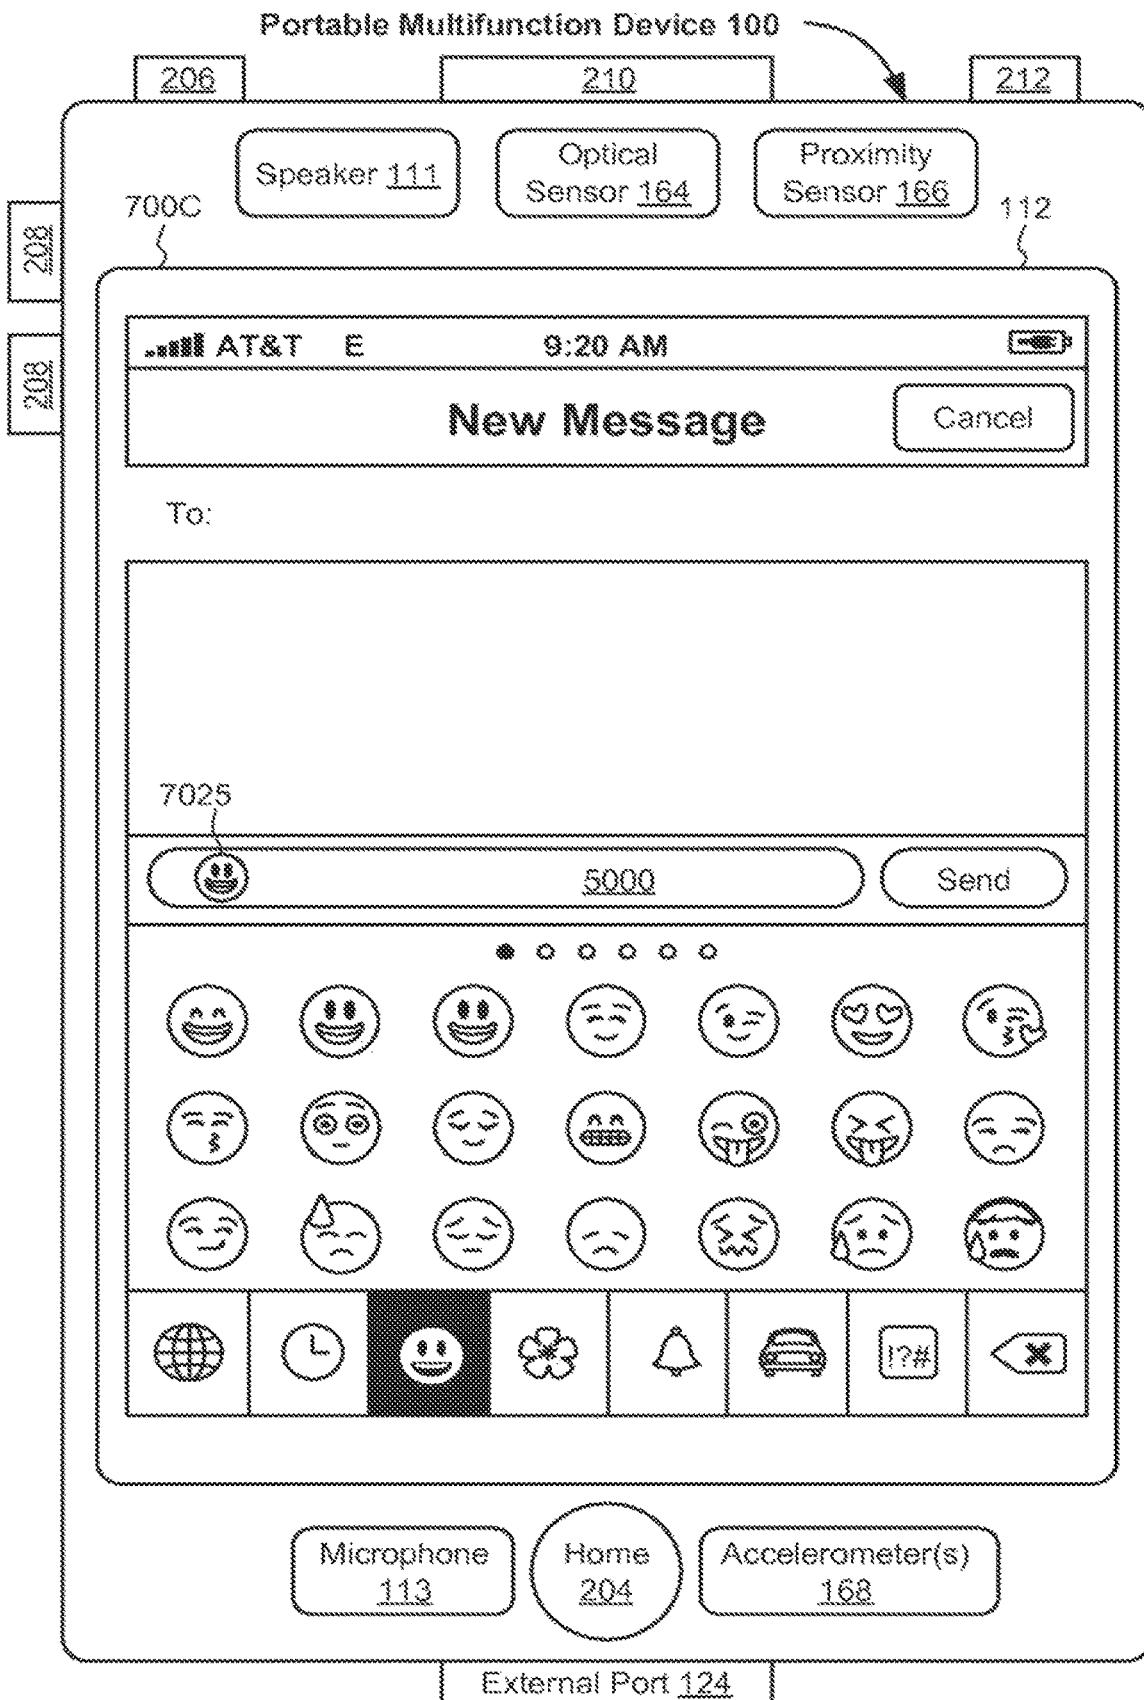 Portable Multifunction Device 100
206
210
212
Speaker 111
Optical
Sensor 164
Proximity
Sensor 166
208
700C
112
208
AT&T E 9:20 AM
New Message
Cancel
To:
7025
5000
Send
!?#
Microphone
113
Home
204
Accelerometer(s)
168
External Port 124